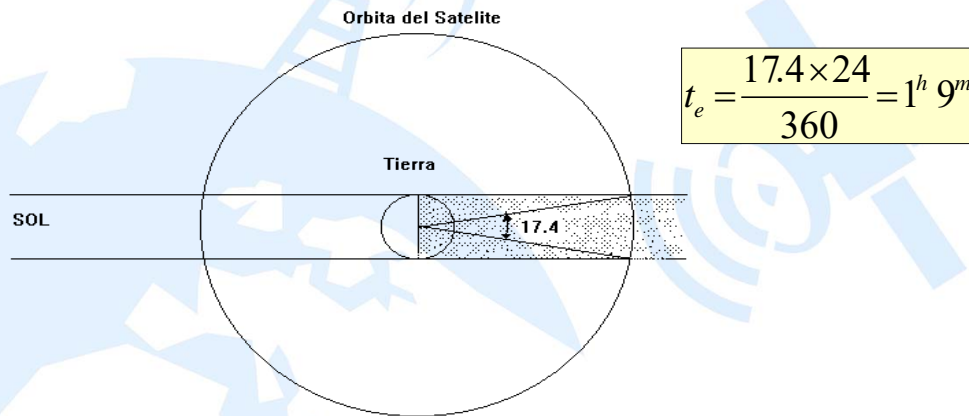 Orbita del Satelite
t_e = 17.4 × 24 / 360 = 1^h 9^m
Tierra
SOL
17.4